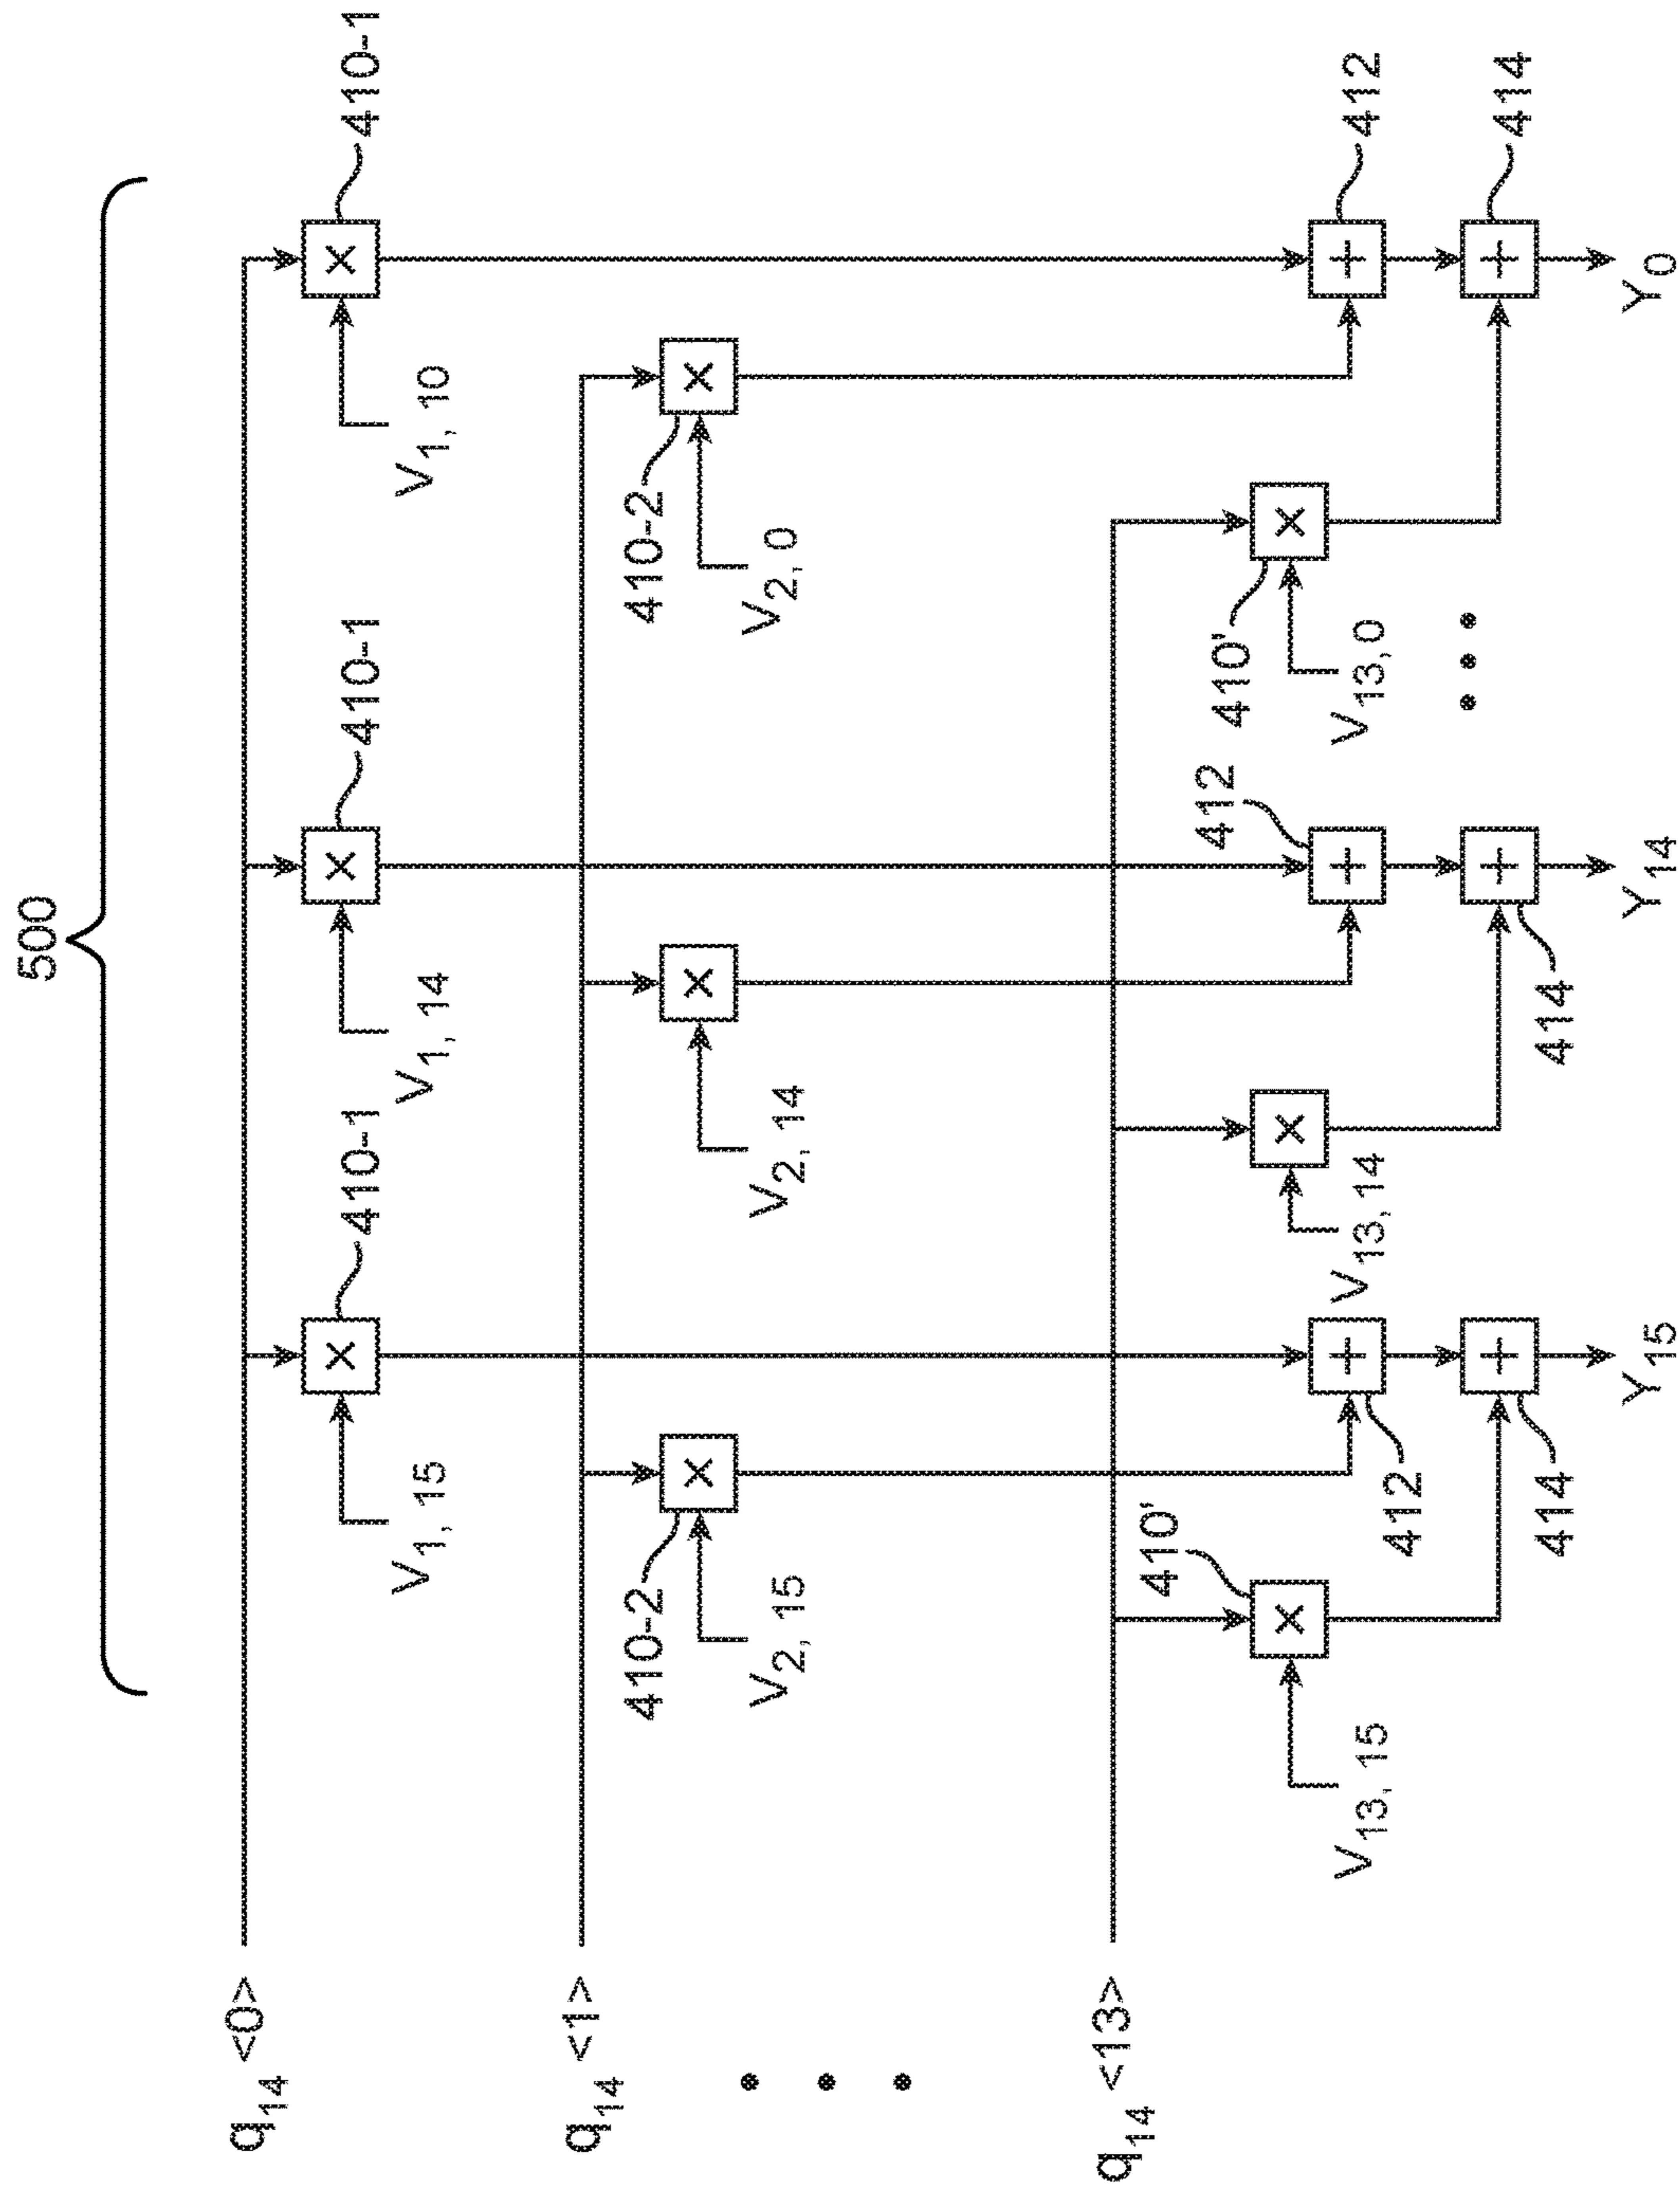 500
q14 <0>
410-1
410-1
410-1
V1, 15
V1, 14
V1, 10
q14 <1>
410-2
410-2
V2, 15
V2, 14
V2, 0
q14 <13>
410'
412
410'
V13, 15
V13, 14
V13,0
412
412
414
414
414
Y15
Y14
Y0